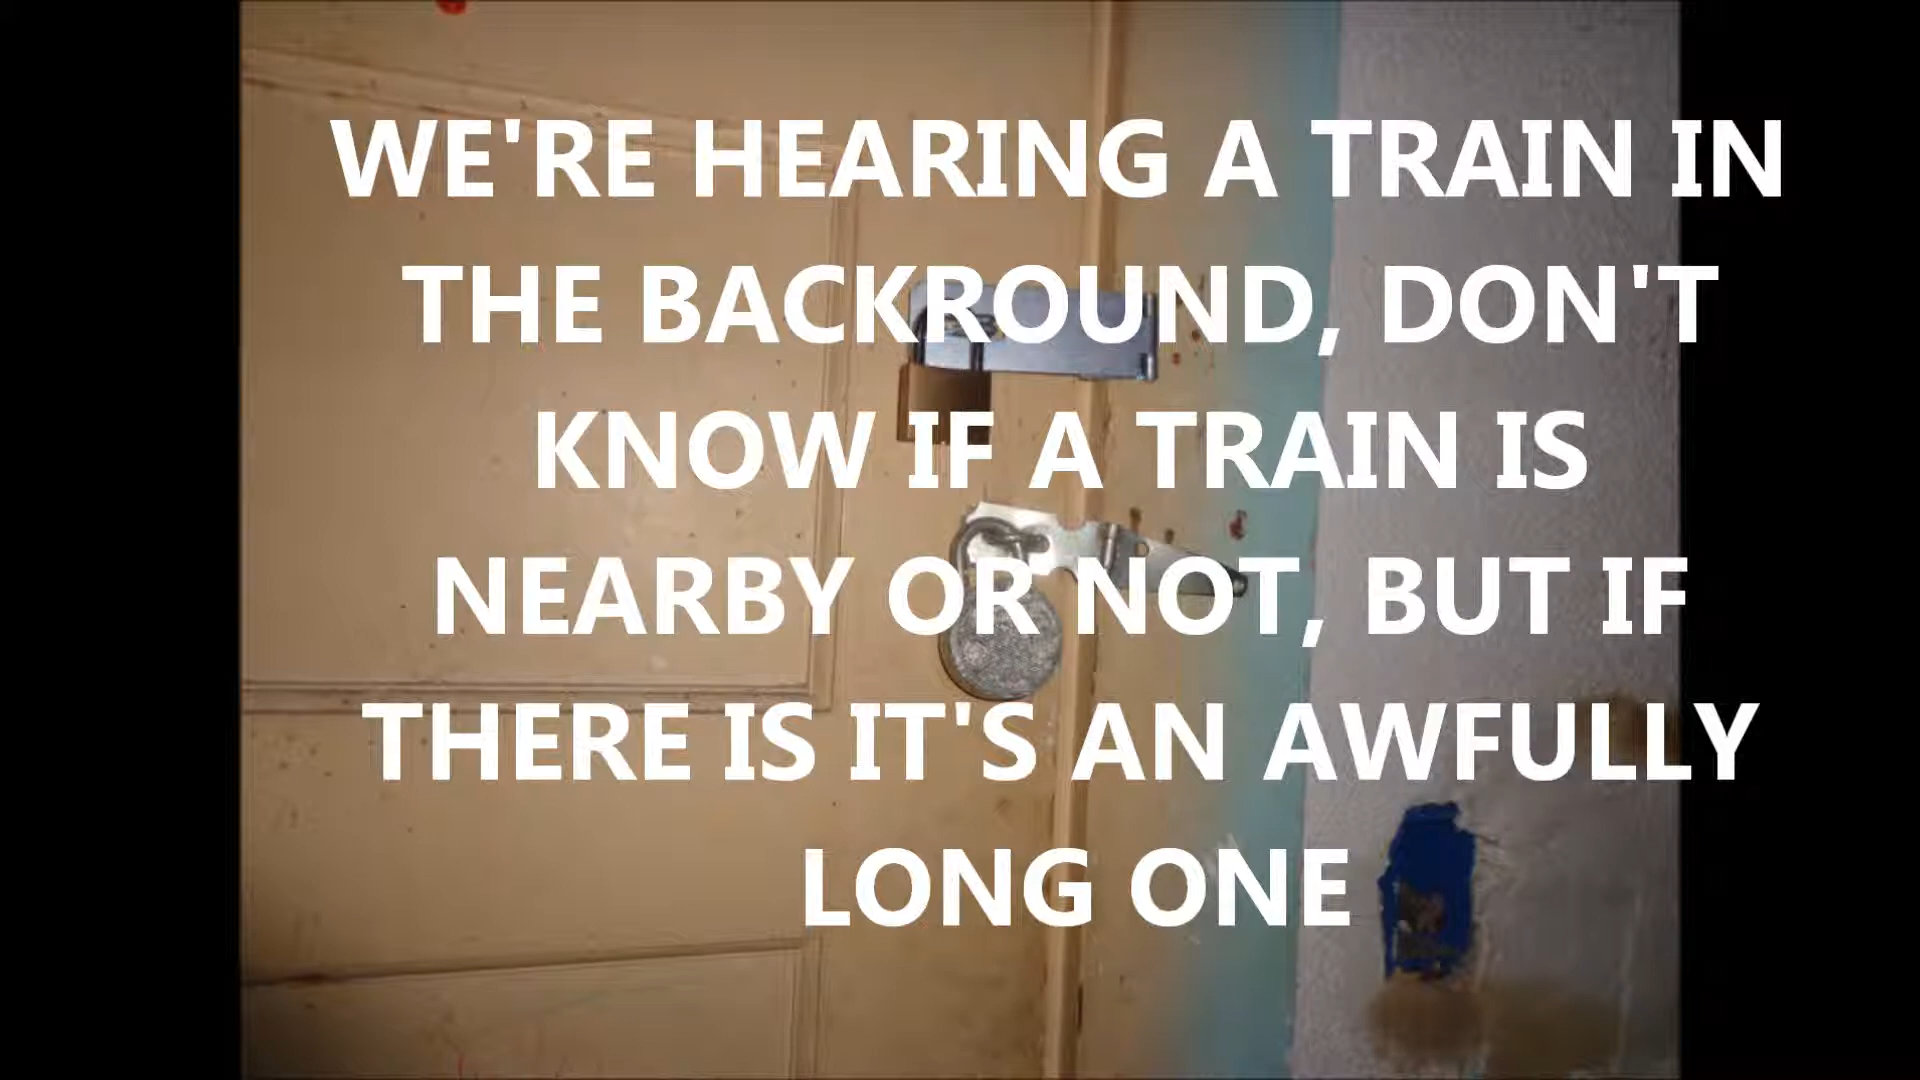 WE'RE HEARING A TRAIN IN
THE BACKROUND, DON'T
KNOW IF A TRAIN IS
NEARBY OR NOT, BUT IF
THERE IS IT'S AN AWFULLY
LONG ONE